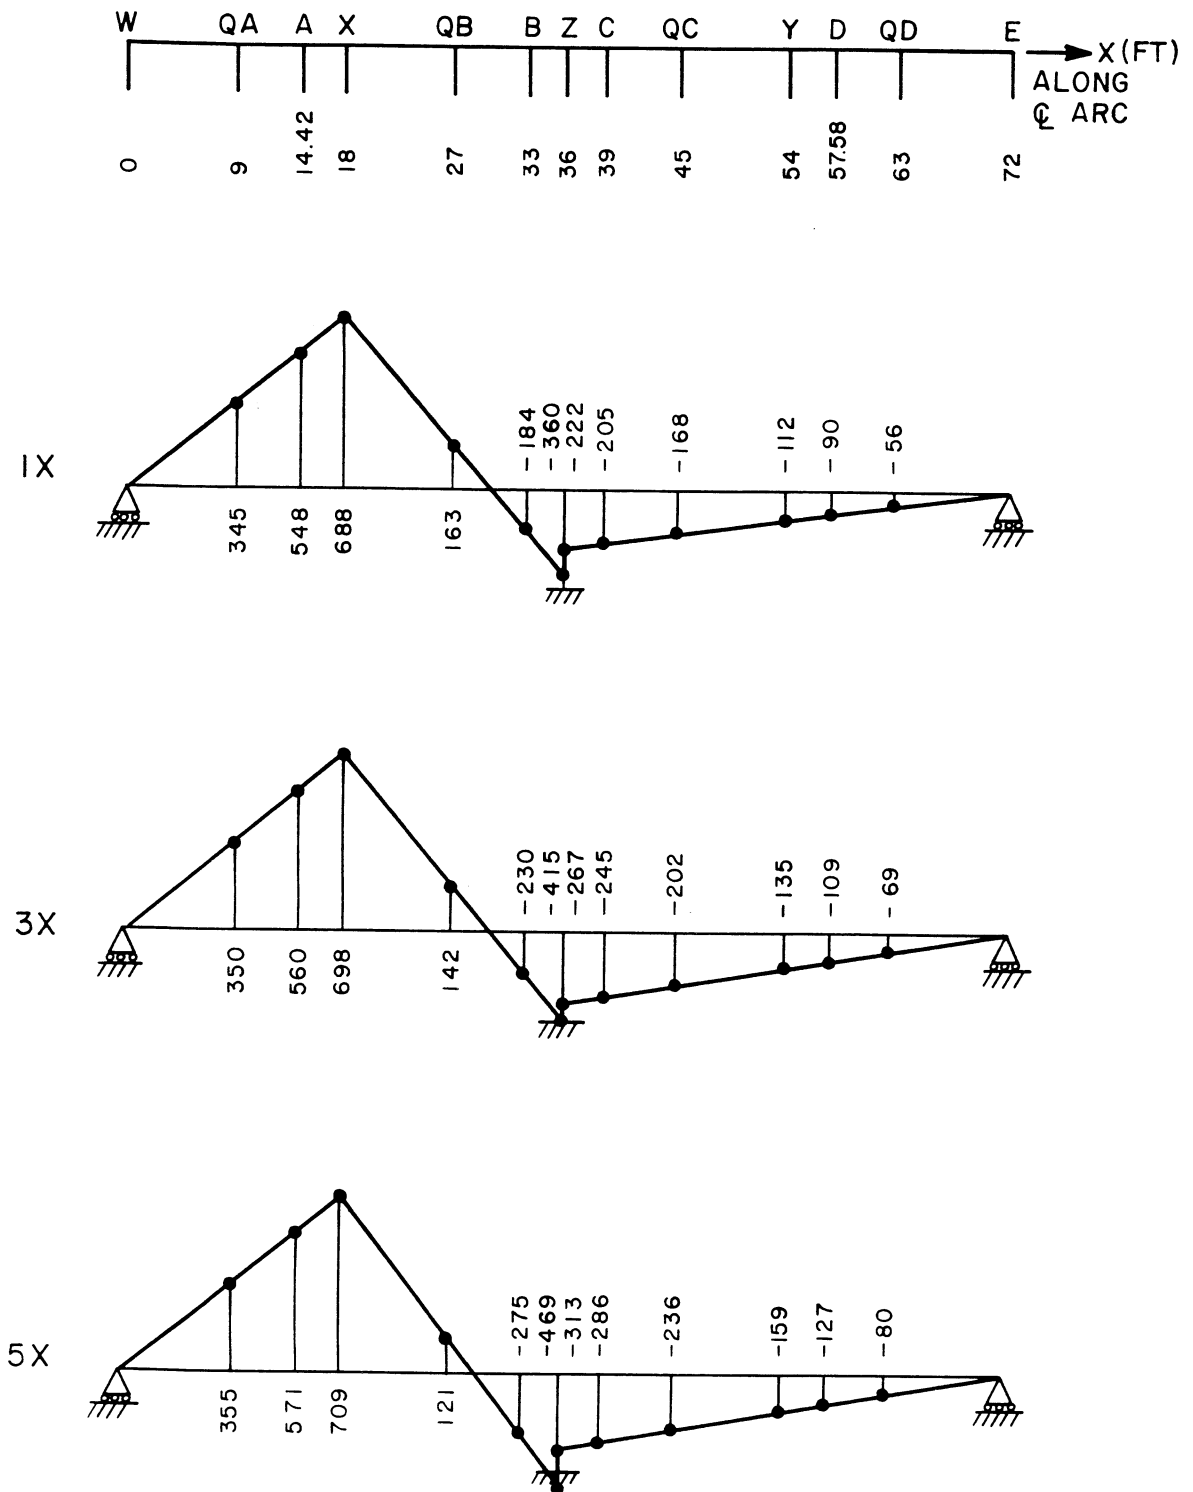 W QA A X QB B Z C QC Y D QD E X(FT)
ALONG
℄ ARC
0 9 14.42 18 27 33 36 39 45 54 57.58 63 72
-184 -360 -222 -205 -168 -112 -90 -56
1X
345 548 688 163
-230 -415 -267 -245 -202 -135 -109 -69
3X
350 560 698 142
-275 -469 -313 -286 -236 -159 -127 -80
5X
355 571 709 121